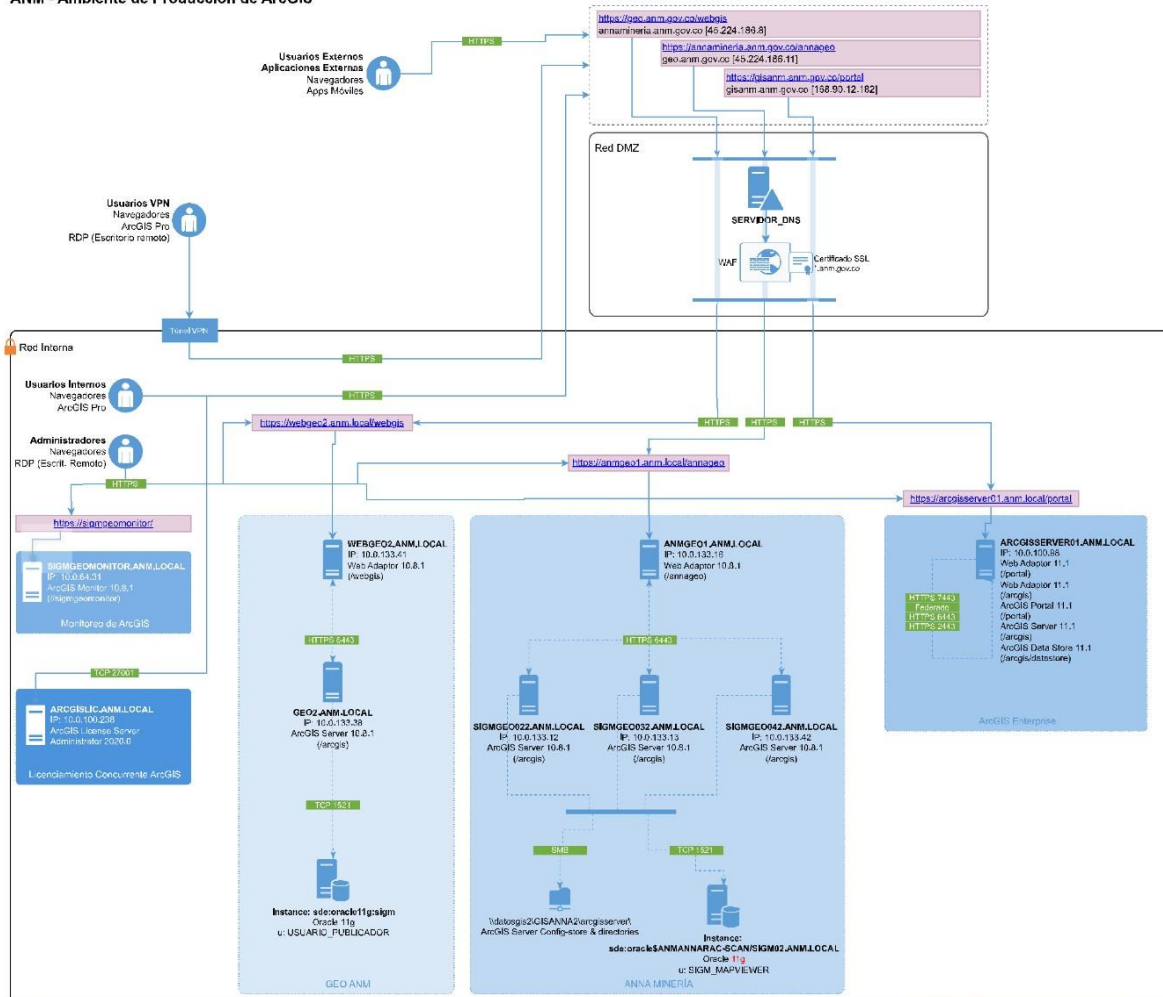 ANM - Ambiente de Producción de ArcGIS
https://geo.anm.gov.co/webgis
annamineria.anm.gov.co [45.224.186.8]
https://annamineria.anm.gov.co/annageo
geo.anm.gov.co [45.224.186.11]
https://gisanm.anm.gov.co/portal
gisanm.anm.gov.co [168.90.12.182]
Usuarios Externos
Aplicaciones Externas
Navegadores
Apps Móviles
HTTPS
Red DMZ
SERVIDOR_DNS
WAF
Certificado SSL
*.anm.gov.co
Usuarios VPN
Navegadores
ArcGIS Pro
RDP (Escritorio remoto)
Túnel VPN
Red Interna
HTTPS
Usuarios Internos
Navegadores
ArcGIS Pro
HTTPS
HTTPS
HTTPS
HTTPS
Administradores
Navegadores
RDP (Escrit. Remoto)
HTTPS
https://webgeo2.anm.local/webgis
https://anmgeo1.anm.local/annageo
https://arcgisserver01.anm.local/portal
https://sigmgeomonitor/
SIGMGEOMONITOR.ANM.LOCAL
IP: 10.0.64.31
ArcGIS Monitor 10.8.1
(//sigmgeomonitor)
Monitoreo de ArcGIS
TCP 27001
ARCGISLIC.ANM.LOCAL
IP: 10.0.100.238
ArcGIS License Server
Administrator 2020.0
Licenciamiento Concurrente ArcGIS
WEBGEO2.ANM.LOCAL
IP: 10.0.133.41
Web Adaptor 10.8.1
(/webgis)
HTTPS 6443
GEO2.ANM.LOCAL
IP: 10.0.133.38
ArcGIS Server 10.8.1
(/arcgis)
TCP 1521
Instance: sde:oracle11g:sigm
Oracle 11g
u: USUARIO_PUBLICADOR
GEO ANM
ANMGEO1.ANM.LOCAL
IP: 10.0.133.16
Web Adaptor 10.8.1
(/annageo)
HTTPS 6443
SIGMGEO022.ANM.LOCAL
IP: 10.0.133.12
ArcGIS Server 10.8.1
(/arcgis)
SIGMGEO032.ANM.LOCAL
IP: 10.0.133.13
ArcGIS Server 10.8.1
(/arcgis)
SIGMGEO042.ANM.LOCAL
IP: 10.0.133.42
ArcGIS Server 10.8.1
(/arcgis)
SMB
TCP 1521
\\datosgis2\GISANNA2\arcgisserver\
ArcGIS Server Config-store & directories
Instance:
sde:oracle$ANMANNARAC-SCAN/SIGM02.ANM.LOCAL
Oracle 11g
u: SIGM_MAPVIEWER
ANNA MINERÍA
ARCGISSERVER01.ANM.LOCAL
IP: 10.0.100.98
Web Adaptor 11.1
(/portal)
Web Adaptor 11.1
(/arcgis)
ArcGIS Portal 11.1
(/portal)
ArcGIS Server 11.1
(/arcgis)
ArcGIS Data Store 11.1
(/arcgis/datastore)
HTTPS 7443
Federado
HTTPS 6443
HTTPS 2443
ArcGIS Enterprise